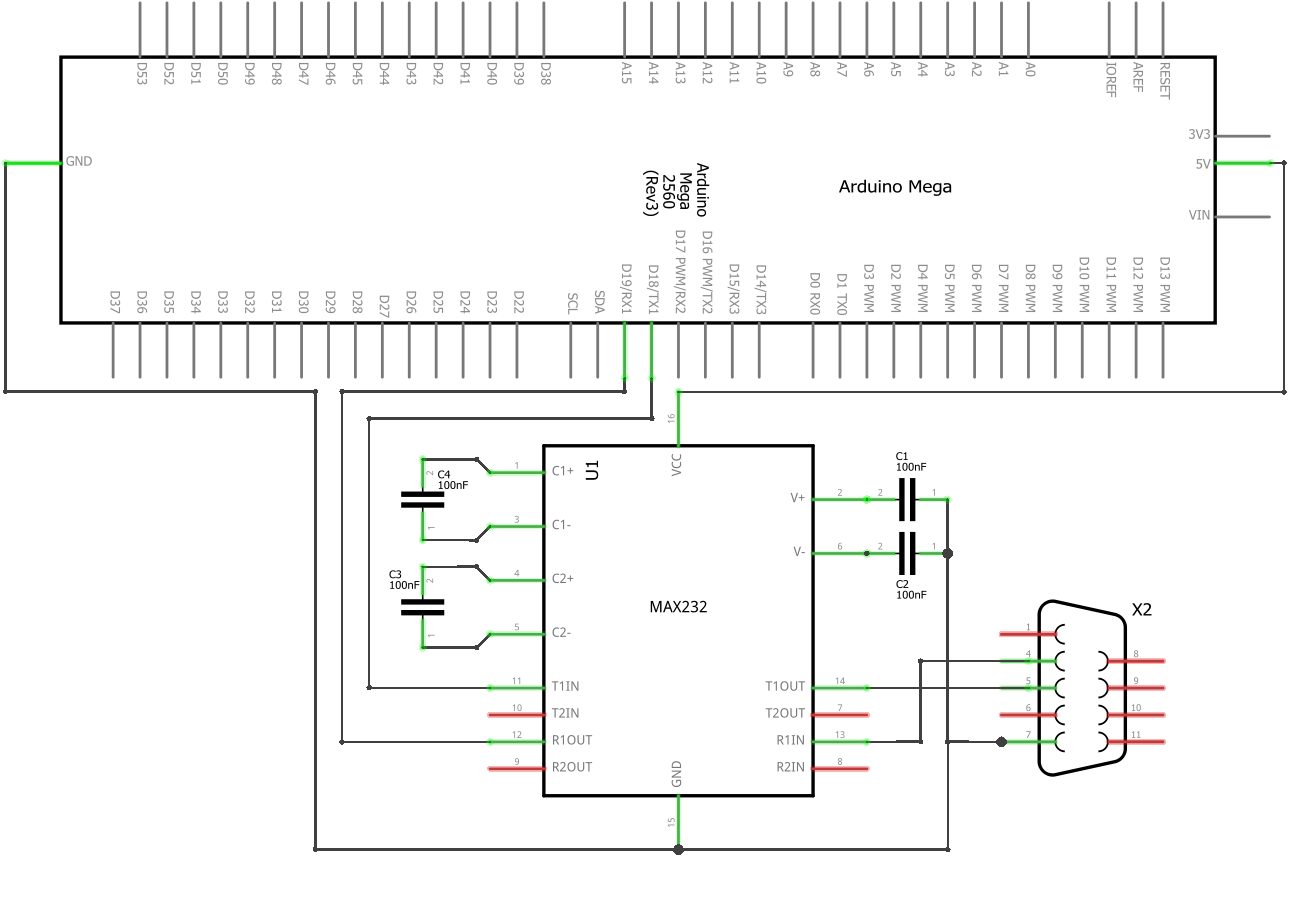 D53 D52 D51 D50 D49 D48 D47 D46 D45 D44 D43 D42 D41 D40 D39 D38 A15 A14 A13 A12 A11 A10 A9 A8 A7 A6 A5 A4 A3 A2 A1 A0 IOREF AREF RESET
3V3
GND
5V
VIN
Arduino
Mega
2560
(Rev3)
Arduino Mega
D37 D36 D35 D34 D33 D32 D31 D30 D29 D28 D27 D26 D25 D24 D23 D22 SCL SDA D19/RX1 D18/TX1 D17 PWM/RX2 D16 PWM/TX2 D15/RX3 D14/TX3 D0 RX0 D1 TX0 D3 PWM D2 PWM D4 PWM D5 PWM D6 PWM D7 PWM D8 PWM D9 PWM D10 PWM D11 PWM D12 PWM D13 PWM
16
VCC
U1
C4
100nF
2
1
1 C1+
3 C1-
C3
100nF
2
1
4 C2+
5 C2-
11 T1IN
10 T2IN
12 R1OUT
9 R2OUT
MAX232
C1
100nF
V+ 2 2 1
V- 6 2 1
C2
100nF
T1OUT 14
T2OUT 7
R1IN 13
R2IN 8
GND
15
X2
1
4 8
5 9
6 10
7 11